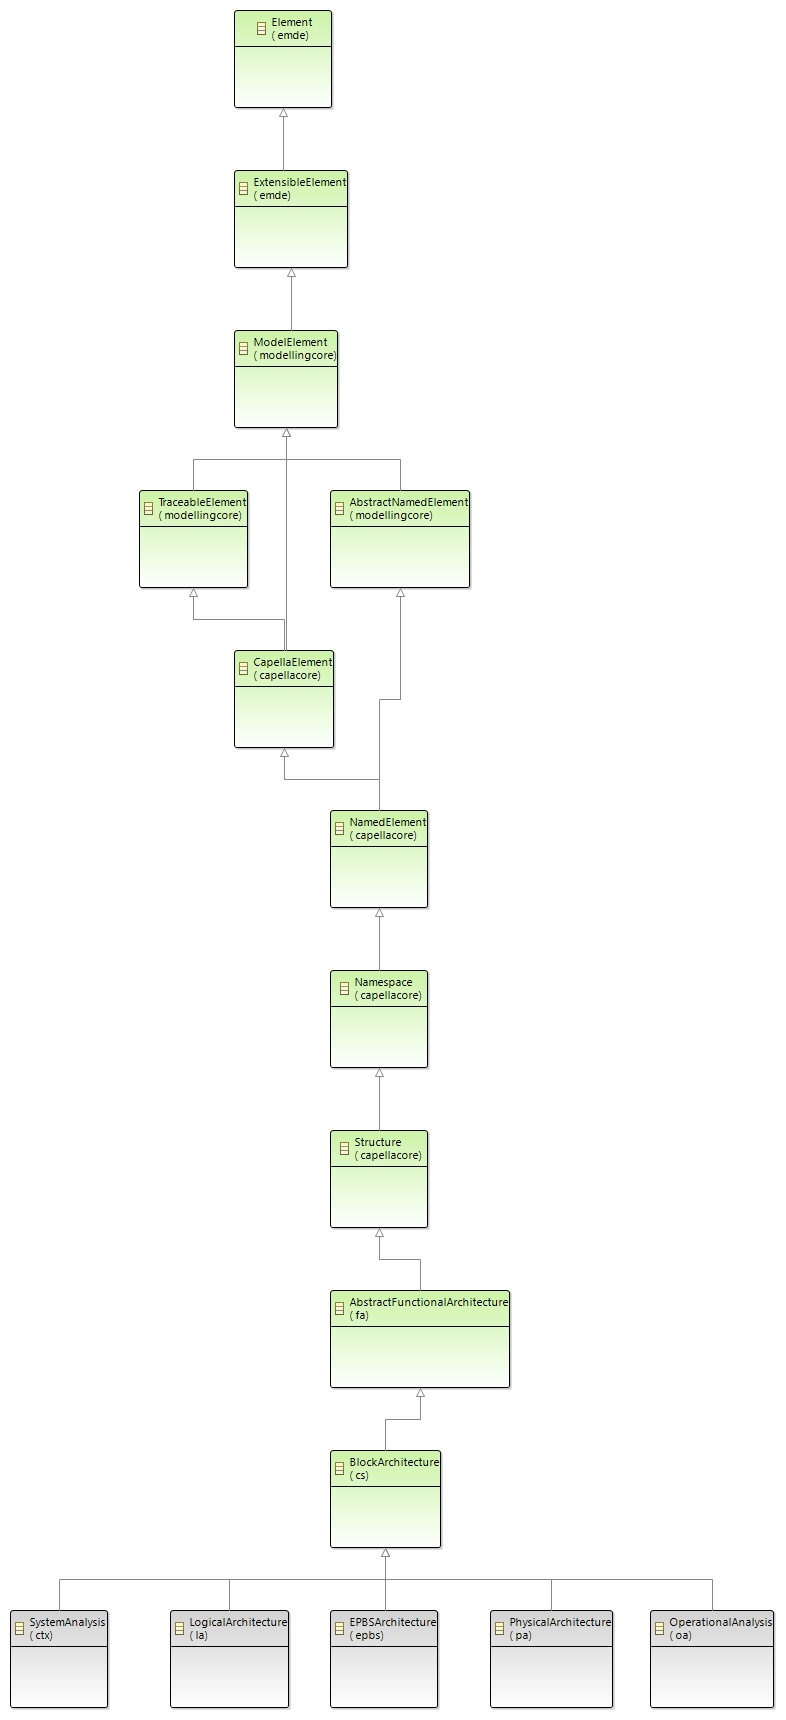 Element
( emde)
ExtensibleElement
( emde)
ModelElement
( modellingcore)
TraceableElement
( modellingcore)
AbstractNamedElement
( modellingcore)
CapellaElement
( capellacore)
NamedElement
( capellacore)
Namespace
( capellacore)
Structure
( capellacore)
AbstractFunctionalArchitecture
( fa)
BlockArchitecture
( cs)
SystemAnalysis
( ctx)
LogicalArchitecture
( la)
EPBSArchitecture
( epbs)
PhysicalArchitecture
( pa)
OperationalAnalysis
( oa)